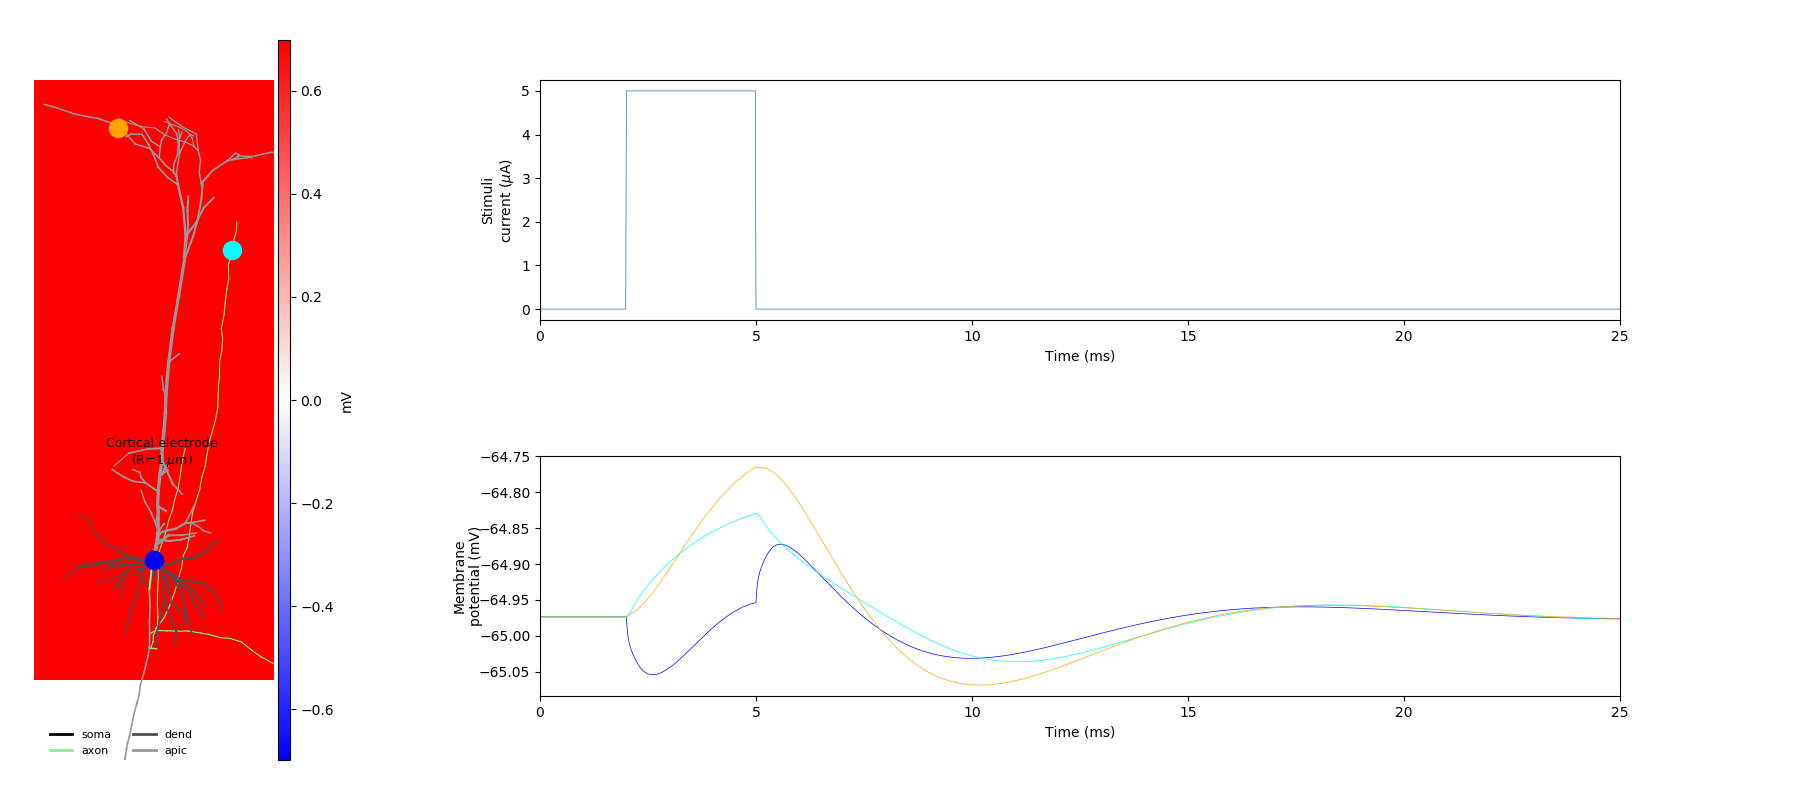 Cortical electrode
(R=1 μm)
soma
dend
axon
apic
0.6
0.4
0.2
0.0
−0.2
−0.4
−0.6
mV
Stimuli
current (μA)
5
4
3
2
1
0
0 5 10 15 20 25
Time (ms)
Membrane
potential (mV)
−64.75
−64.80
−64.85
−64.90
−64.95
−65.00
−65.05
0 5 10 15 20 25
Time (ms)